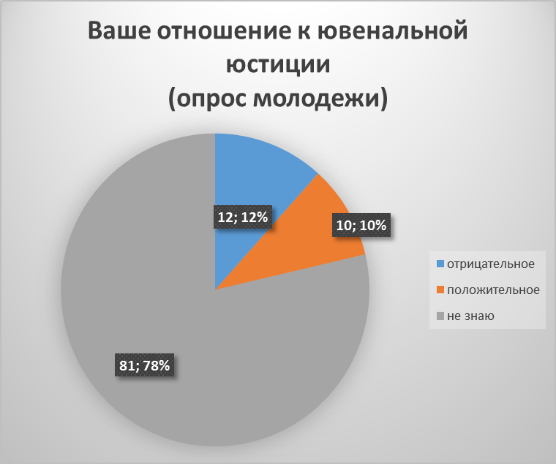 Ваше отношение к ювенальной
юстиции
(опрос молодежи)
12; 12%
10; 10%
81; 78%
отрицательное
положительное
не знаю